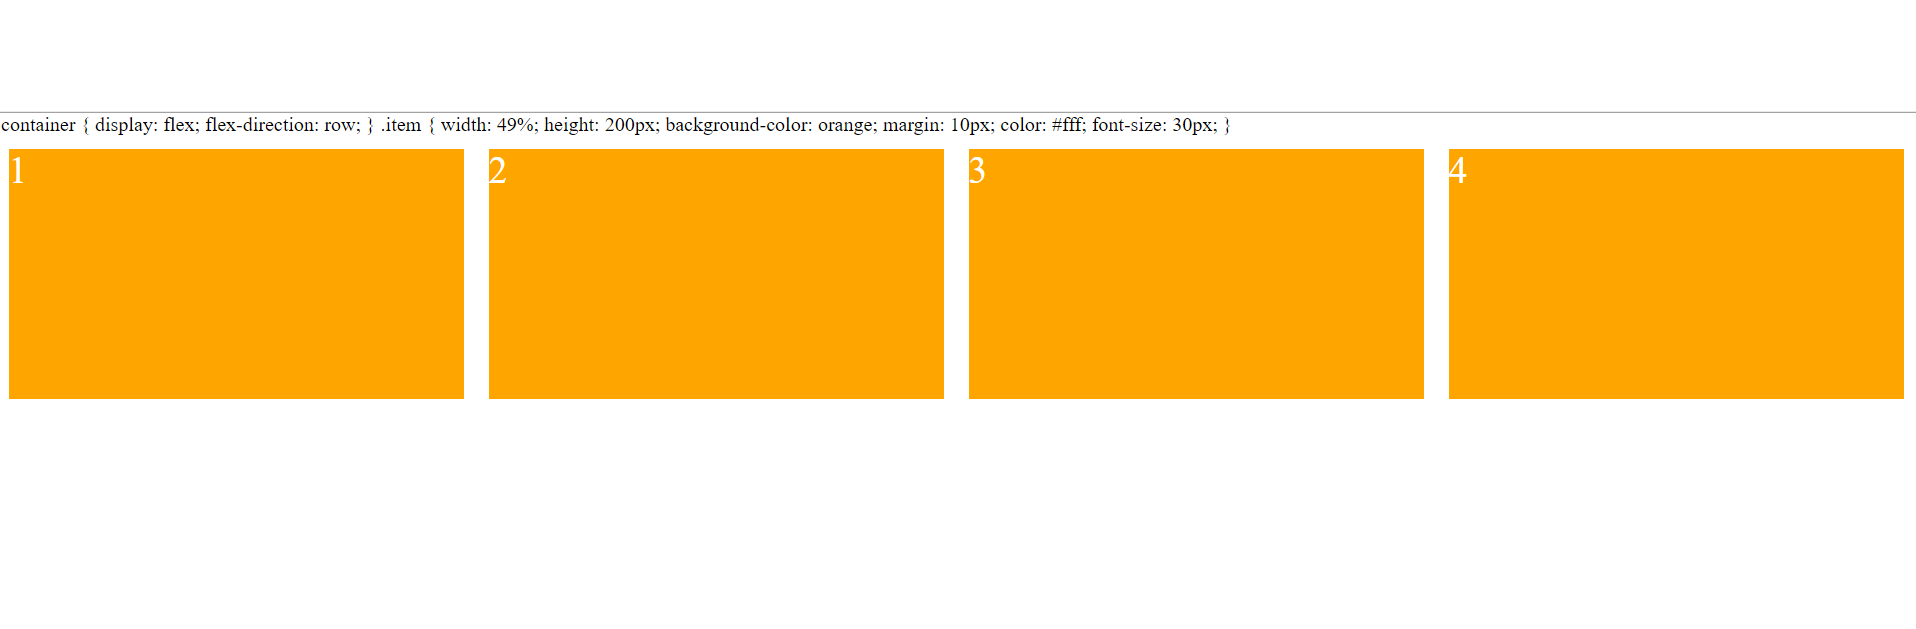 container { display: flex; flex-direction: row; } .item { width: 49%; height: 200px; background-color: orange; margin: 10px; color: #fff; font-size: 30px; }
1 2 3 4